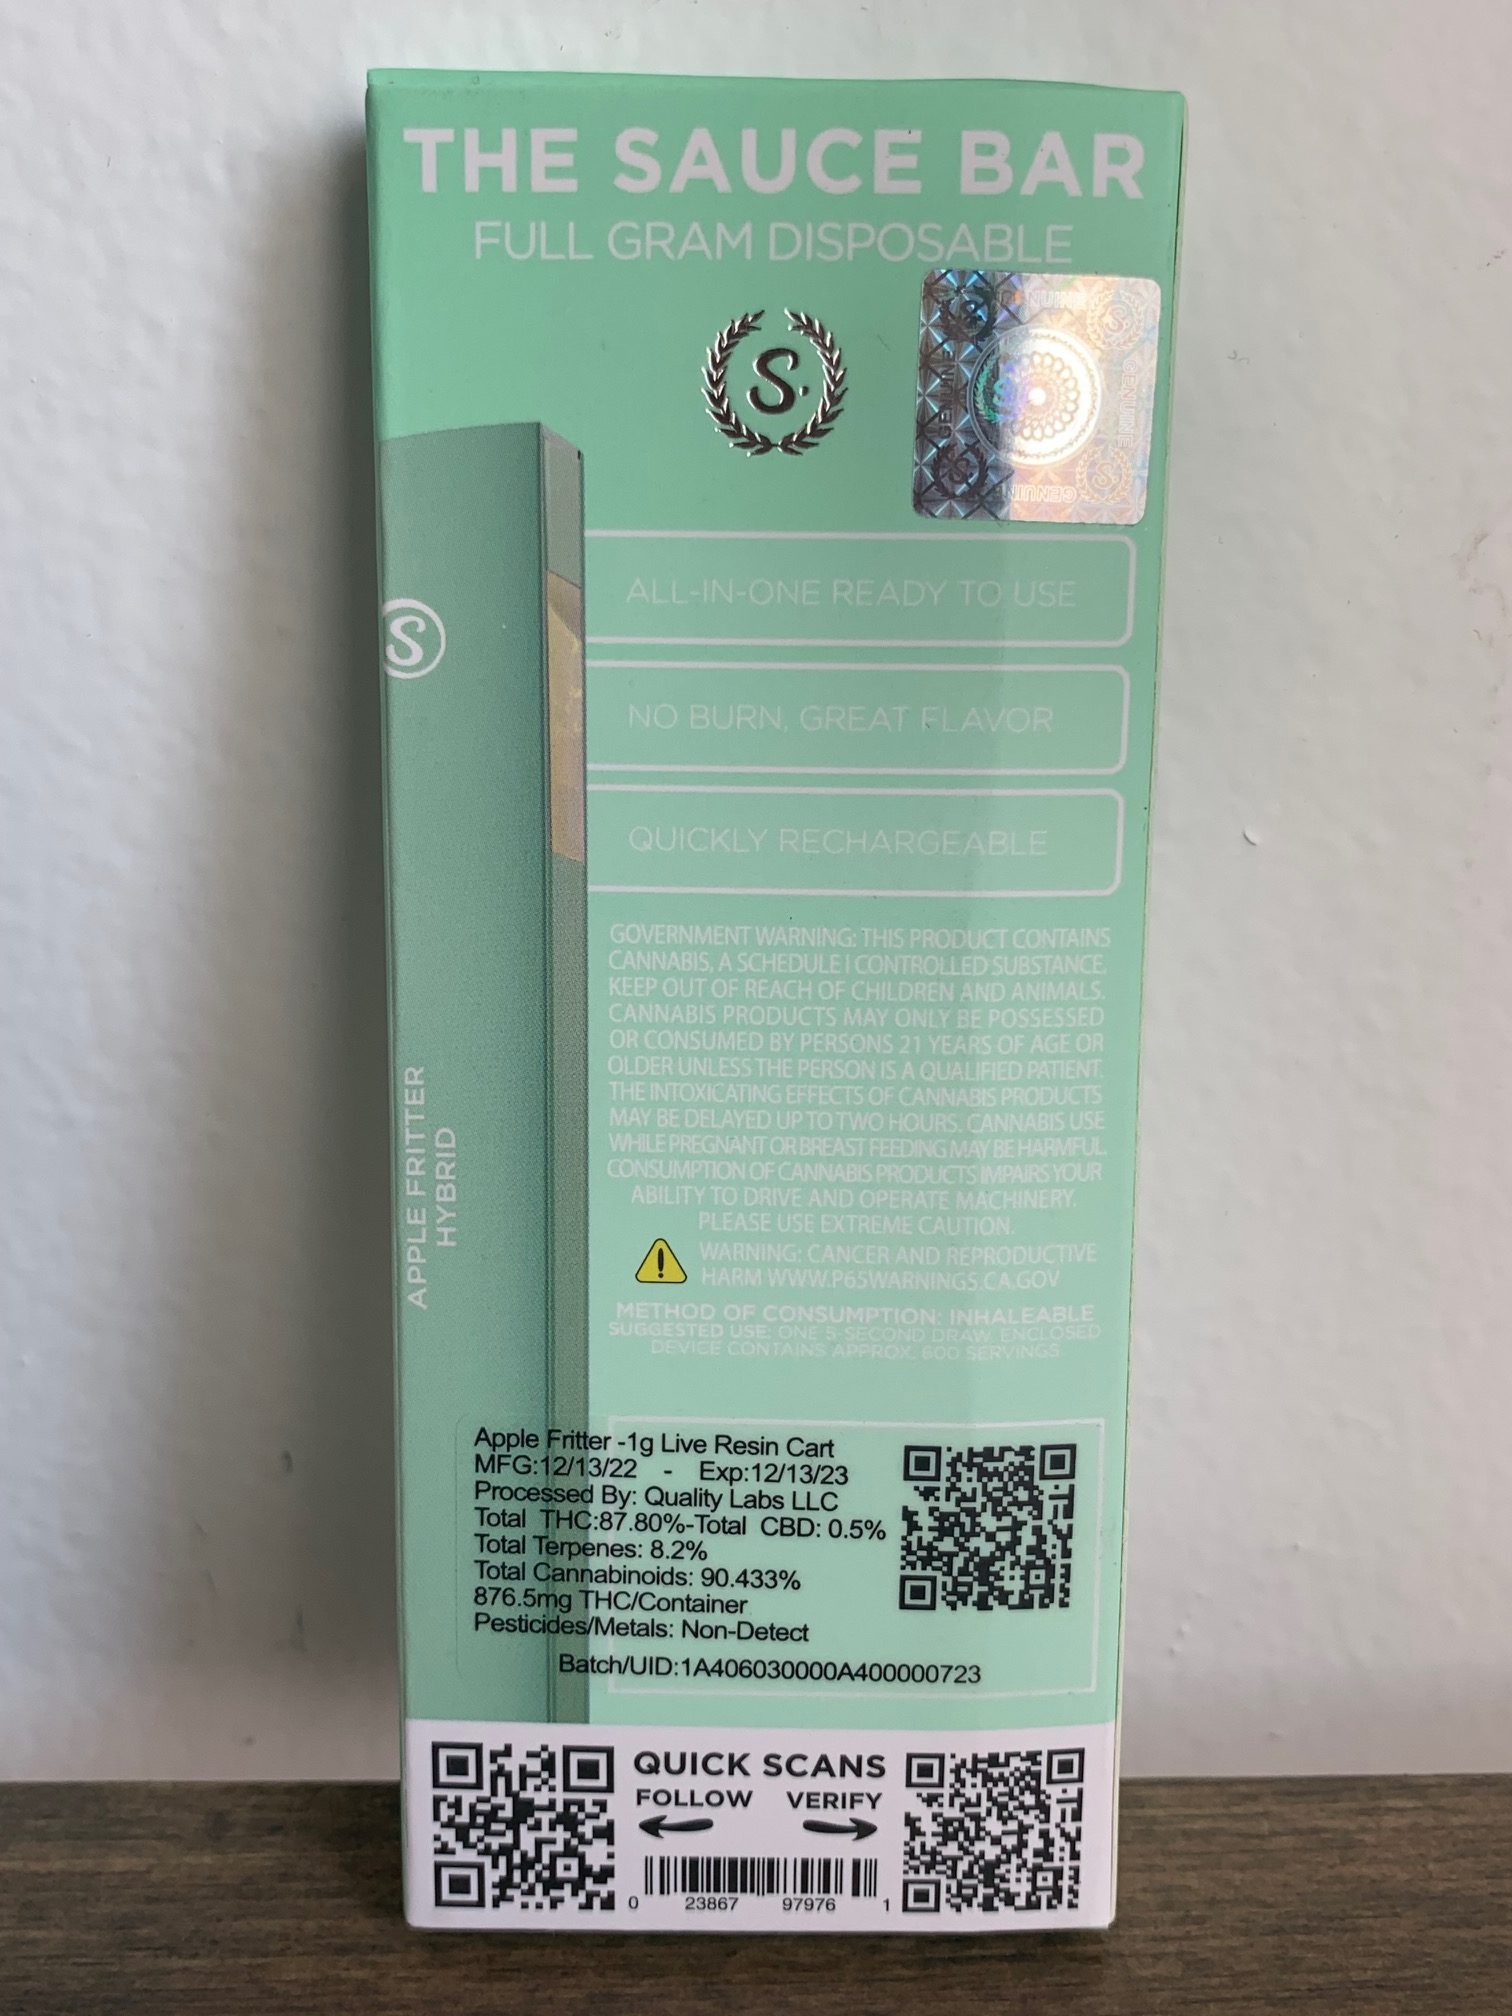 THE SAUCE BAR
FULL GRAM DISPOSABLE
S.
GENUINE
GENUINE
GENUINE
GENUINE
ALL-IN-ONE READY TO USE
S
NO BURN, GREAT FLAVOR
QUICKLY RECHARGEABLE
GOVERNMENT WARNING: THIS PRODUCT CONTAINS
CANNABIS, A SCHEDULE I CONTROLLED SUBSTANCE.
KEEP OUT OF REACH OF CHILDREN AND ANIMALS.
CANNABIS PRODUCTS MAY ONLY BE POSSESSED
OR CONSUMED BY PERSONS 21 YEARS OF AGE OR
OLDER UNLESS THE PERSON IS A QUALIFIED PATIENT.
THE INTOXICATING EFFECTS OF CANNABIS PRODUCTS
MAY BE DELAYED UP TO TWO HOURS. CANNABIS USE
WHILE PREGNANT OR BREAST FEEDING MAY BE HARMFUL.
CONSUMPTION OF CANNABIS PRODUCTS IMPAIRS YOUR
ABILITY TO DRIVE AND OPERATE MACHINERY.
PLEASE USE EXTREME CAUTION.
WARNING: CANCER AND REPRODUCTIVE
HARM WWW.P65WARNINGS.CA.GOV
METHOD OF CONSUMPTION: INHALEABLE
SUGGESTED USE: ONE 5-SECOND DRAW. ENCLOSED
DEVICE CONTAINS APPROX. 600 SERVINGS.
APPLE FRITTER
HYBRID
Apple Fritter -1g Live Resin Cart
MFG:12/13/22 - Exp:12/13/23
Processed By: Quality Labs LLC
Total THC:87.80%-Total CBD: 0.5%
Total Terpenes: 8.2%
Total Cannabinoids: 90.433%
876.5mg THC/Container
Pesticides/Metals: Non-Detect
Batch/UID:1A406030000A400000723
QUICK SCANS
FOLLOW VERIFY
0 23867 97976 1